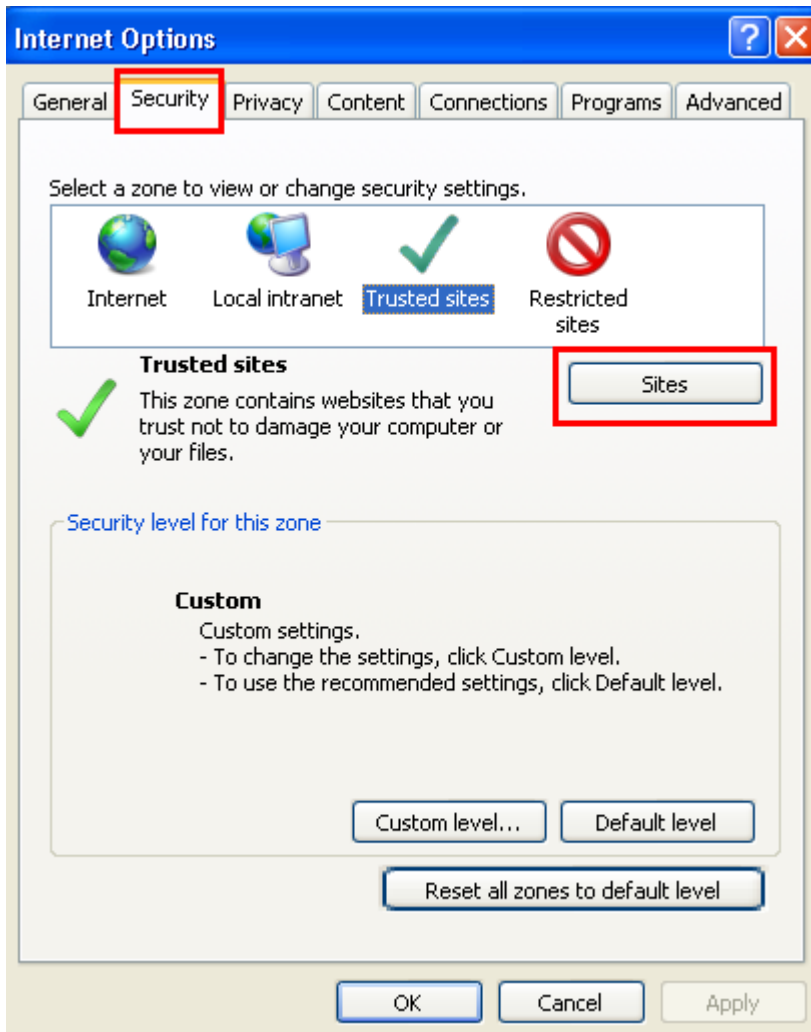 Internet Options
General Security Privacy Content Connections Programs Advanced
Select a zone to view or change security settings.
Internet Local intranet Trusted sites Restricted
sites
Trusted sites
Sites
This zone contains websites that you
trust not to damage your computer or
your files.
Security level for this zone
Custom
Custom settings.
- To change the settings, click Custom level.
- To use the recommended settings, click Default level.
Custom level... Default level
Reset all zones to default level
OK Cancel Apply